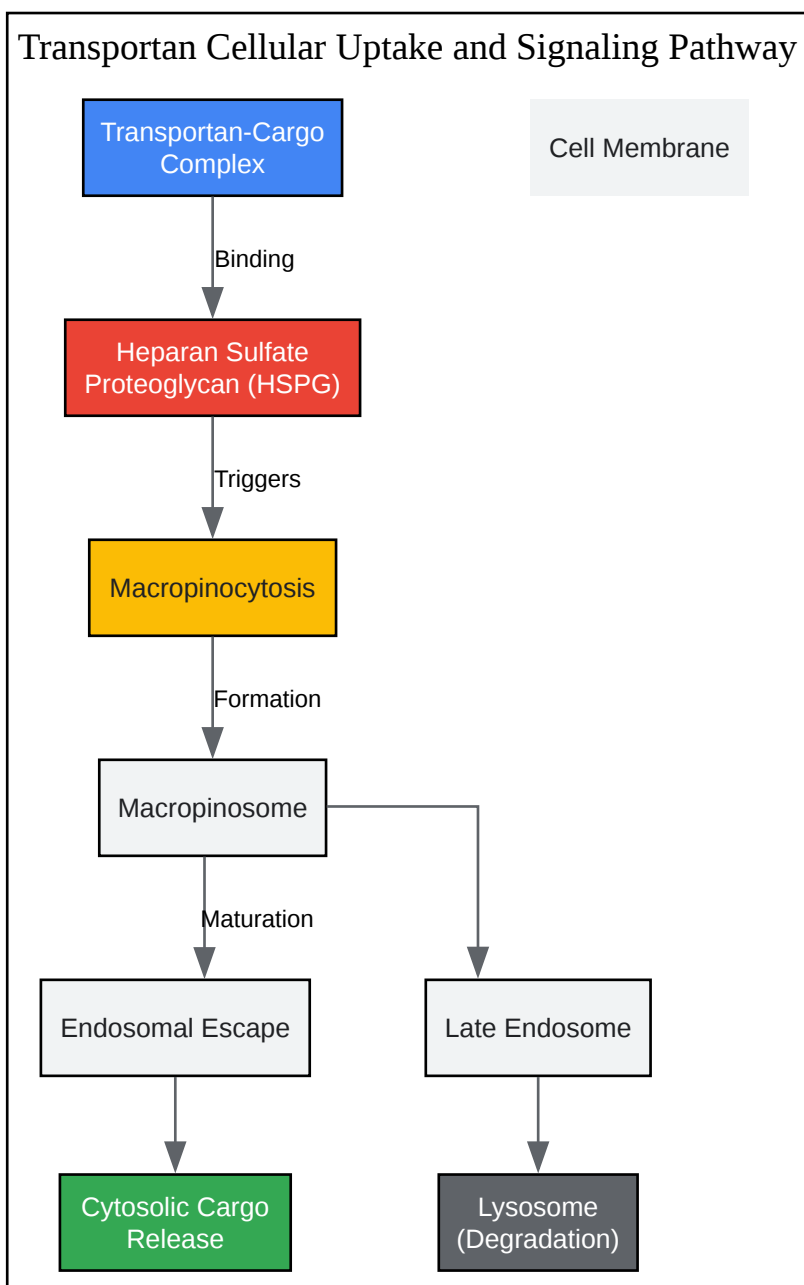 Transportan Cellular Uptake and Signaling Pathway
Transportan-Cargo
Complex
Cell Membrane
Binding
Heparan Sulfate
Proteoglycan (HSPG)
Triggers
Macropinocytosis
Formation
Macropinosome
Maturation
Endosomal Escape
Late Endosome
Cytosolic Cargo
Release
Lysosome
(Degradation)